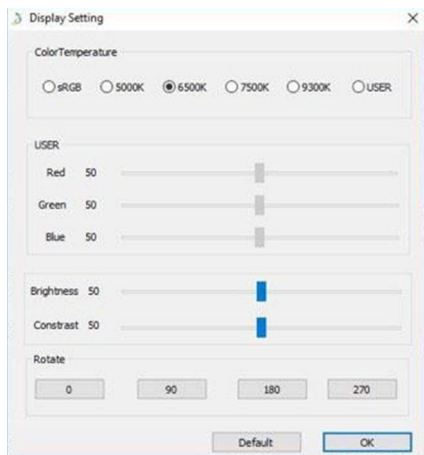 Display Setting
ColorTemperature
sRGB 5000K 6500K 7500K 9300K USER
USER
Red 50
Green 50
Blue 50
Brightness 50
Constrast 50
Rotate
0 90 180 270
Default OK